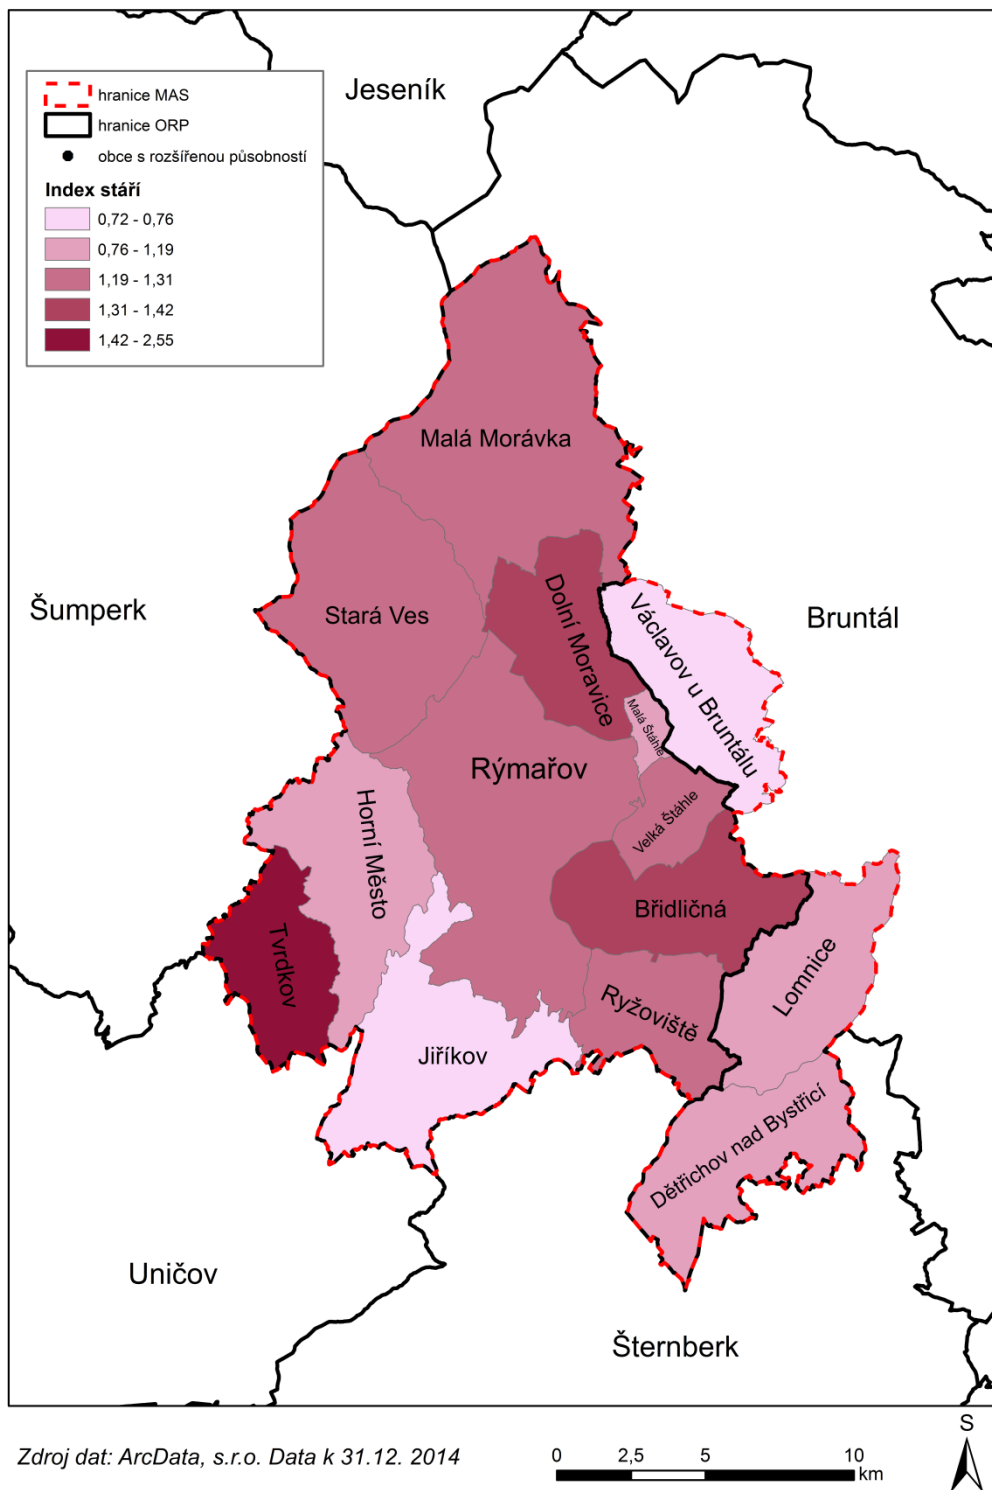 Jeseník
hranice MAS
hranice ORP
obce s rozšířenou působností
Index stáří
0,72 - 0,76
0,76 - 1,19
1,19 - 1,31
1,31 - 1,42
1,42 - 2,55
Malá Morávka
Šumperk
Stará Ves
Dolní Moravice
Václavov u Bruntálu
Bruntál
Malá Štáhle
Rýmařov
Velká Štáhle
Horní Město
Břidličná
Tvrdkov
Lomnice
Ryžoviště
Jiříkov
Dětřichov nad Bystřicí
Uničov
Šternberk
Zdroj dat: ArcData, s.r.o. Data k 31.12. 2014
0 2,5 5 10
km
S